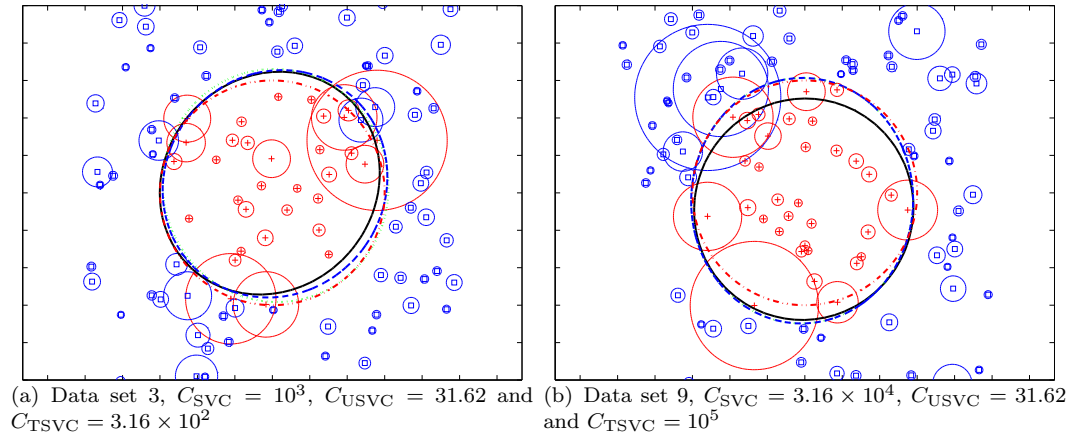 (a) Data set 3, C_SVC = 10^3, C_USVC = 31.62 and
C_TSVC = 3.16 × 10^2
(b) Data set 9, C_SVC = 3.16 × 10^4, C_USVC = 31.62
and C_TSVC = 10^5